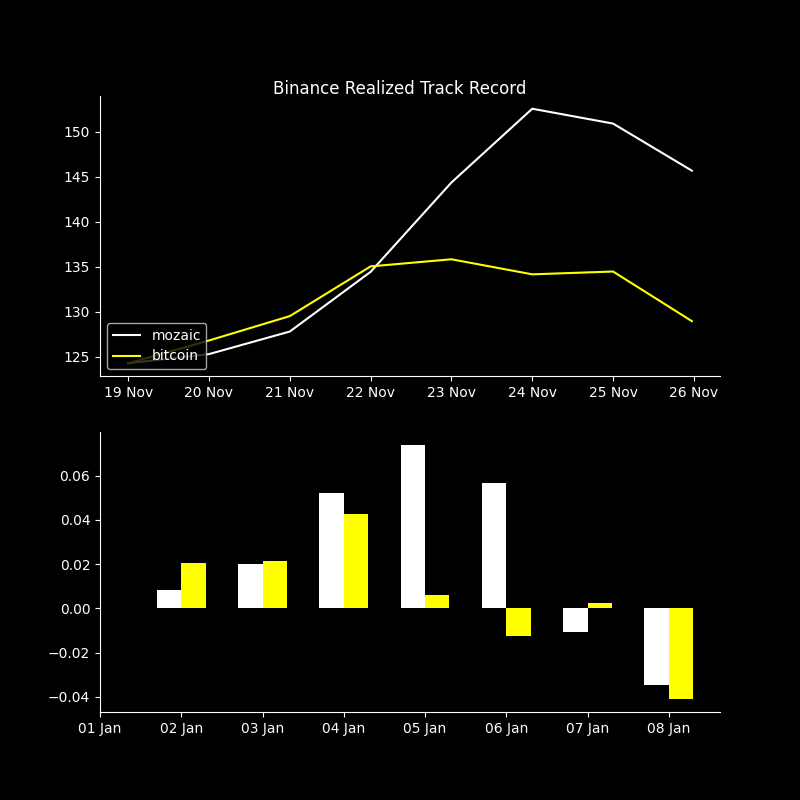 Binance Realized Track Record
150
145
140
135
130
125
mozaic
bitcoin
19 Nov 20 Nov 21 Nov 22 Nov 23 Nov 24 Nov 25 Nov 26 Nov
0.06
0.04
0.02
0.00
−0.02
−0.04
01 Jan 02 Jan 03 Jan 04 Jan 05 Jan 06 Jan 07 Jan 08 Jan